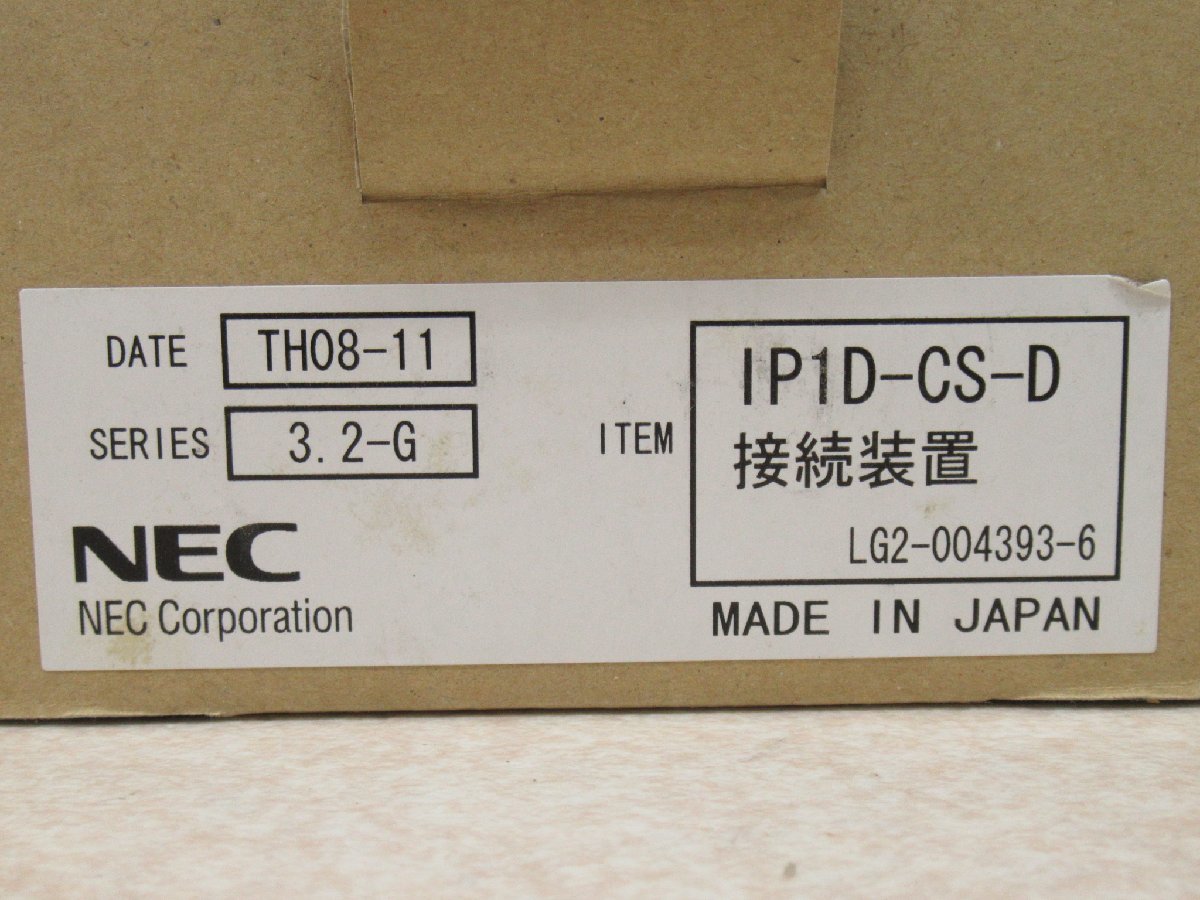 DATE TH08-11
SERIES 3.2-G
NEC
NEC Corporation
ITEM
IP1D-CS-D
接続装置
LG2-004393-6
MADE IN JAPAN